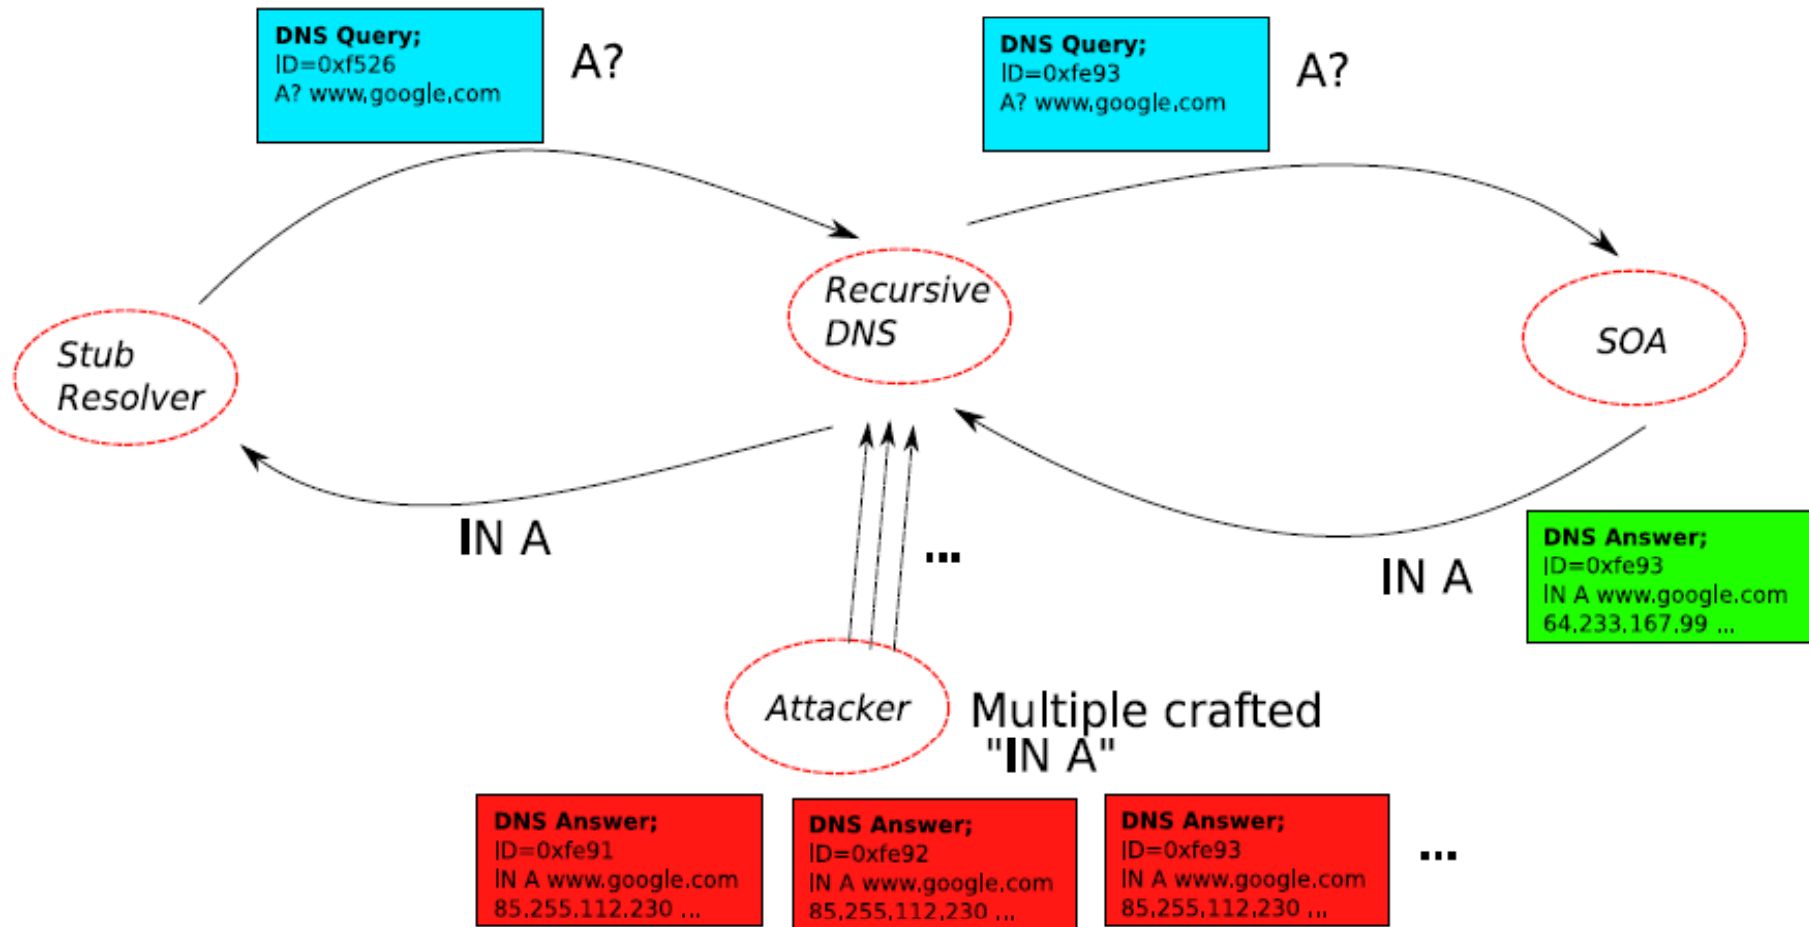 DNS Query;
ID=0xf526
A? www.google.com
A?
DNS Query;
ID=0xfe93
A? www.google.com
A?
Recursive
DNS
Stub
Resolver
SOA
IN A
...
IN A
DNS Answer;
ID=0xfe93
IN A www.google.com
64.233.167.99 ...
Attacker
Multiple crafted
"IN A"
DNS Answer;
ID=0xfe91
IN A www.google.com
85.255.112.230 ...
DNS Answer;
ID=0xfe92
IN A www.google.com
85.255.112.230 ...
DNS Answer;
ID=0xfe93
IN A www.google.com
85.255.112.230 ...
...